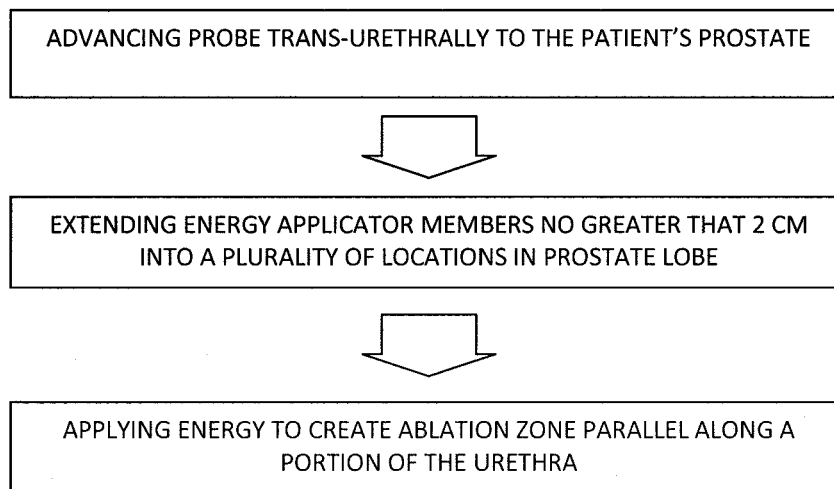 ADVANCING PROBE TRANS-URETHRALLY TO THE PATIENT'S PROSTATE
EXTENDING ENERGY APPLICATOR MEMBERS NO GREATER THAT 2 CM
INTO A PLURALITY OF LOCATIONS IN PROSTATE LOBE
APPLYING ENERGY TO CREATE ABLATION ZONE PARALLEL ALONG A
PORTION OF THE URETHRA